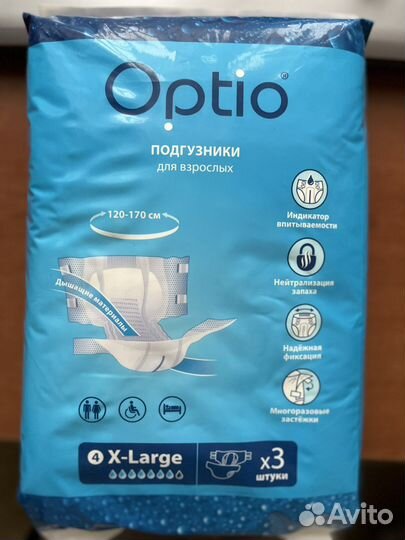 Optio®
ПОДГУЗНИКИ
для взрослых
120-170 см
Индикатор
впитываемости
Дышащие материалы
Нейтрализация
запаха
Надёжная
фиксация
Многоразовые
застёжки
4 X-Large
x3
штуки
Avito